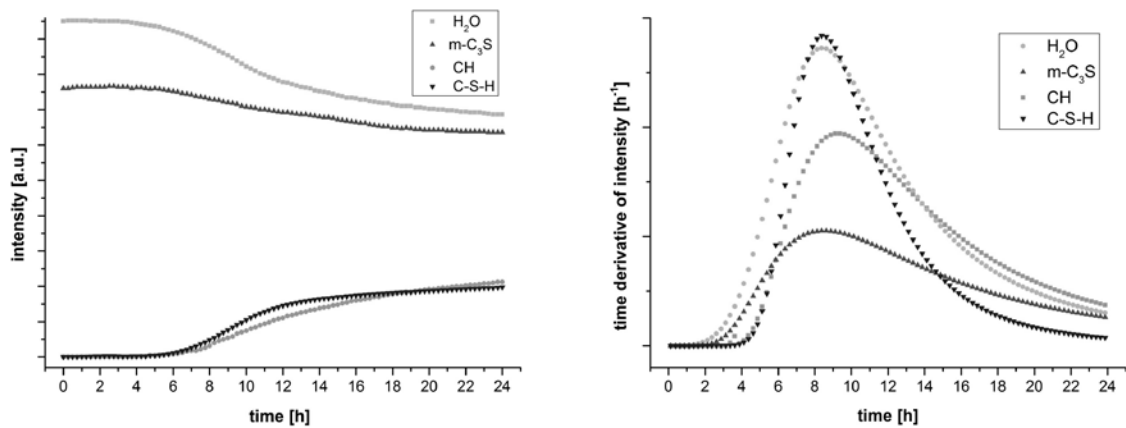 intensity [a.u.]
H₂O
m-C₃S
CH
C-S-H
0 2 4 6 8 10 12 14 16 18 20 22 24
time [h]
time derivative of intensity [h⁻¹]
H₂O
m-C₃S
CH
C-S-H
0 2 4 6 8 10 12 14 16 18 20 22 24
time [h]